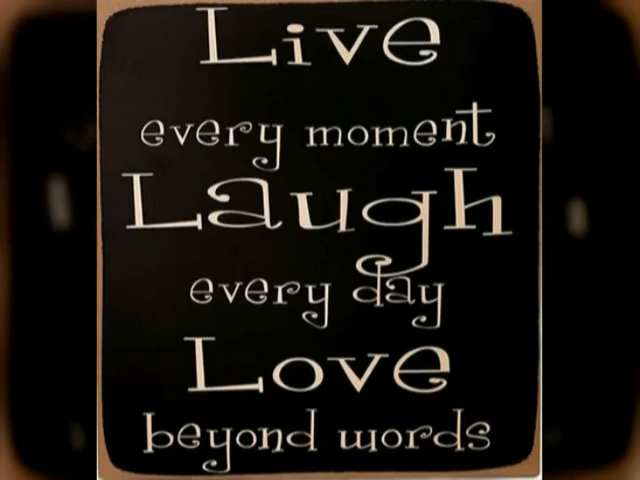 Live
every moment
Laugh
every day
Love
beyond words